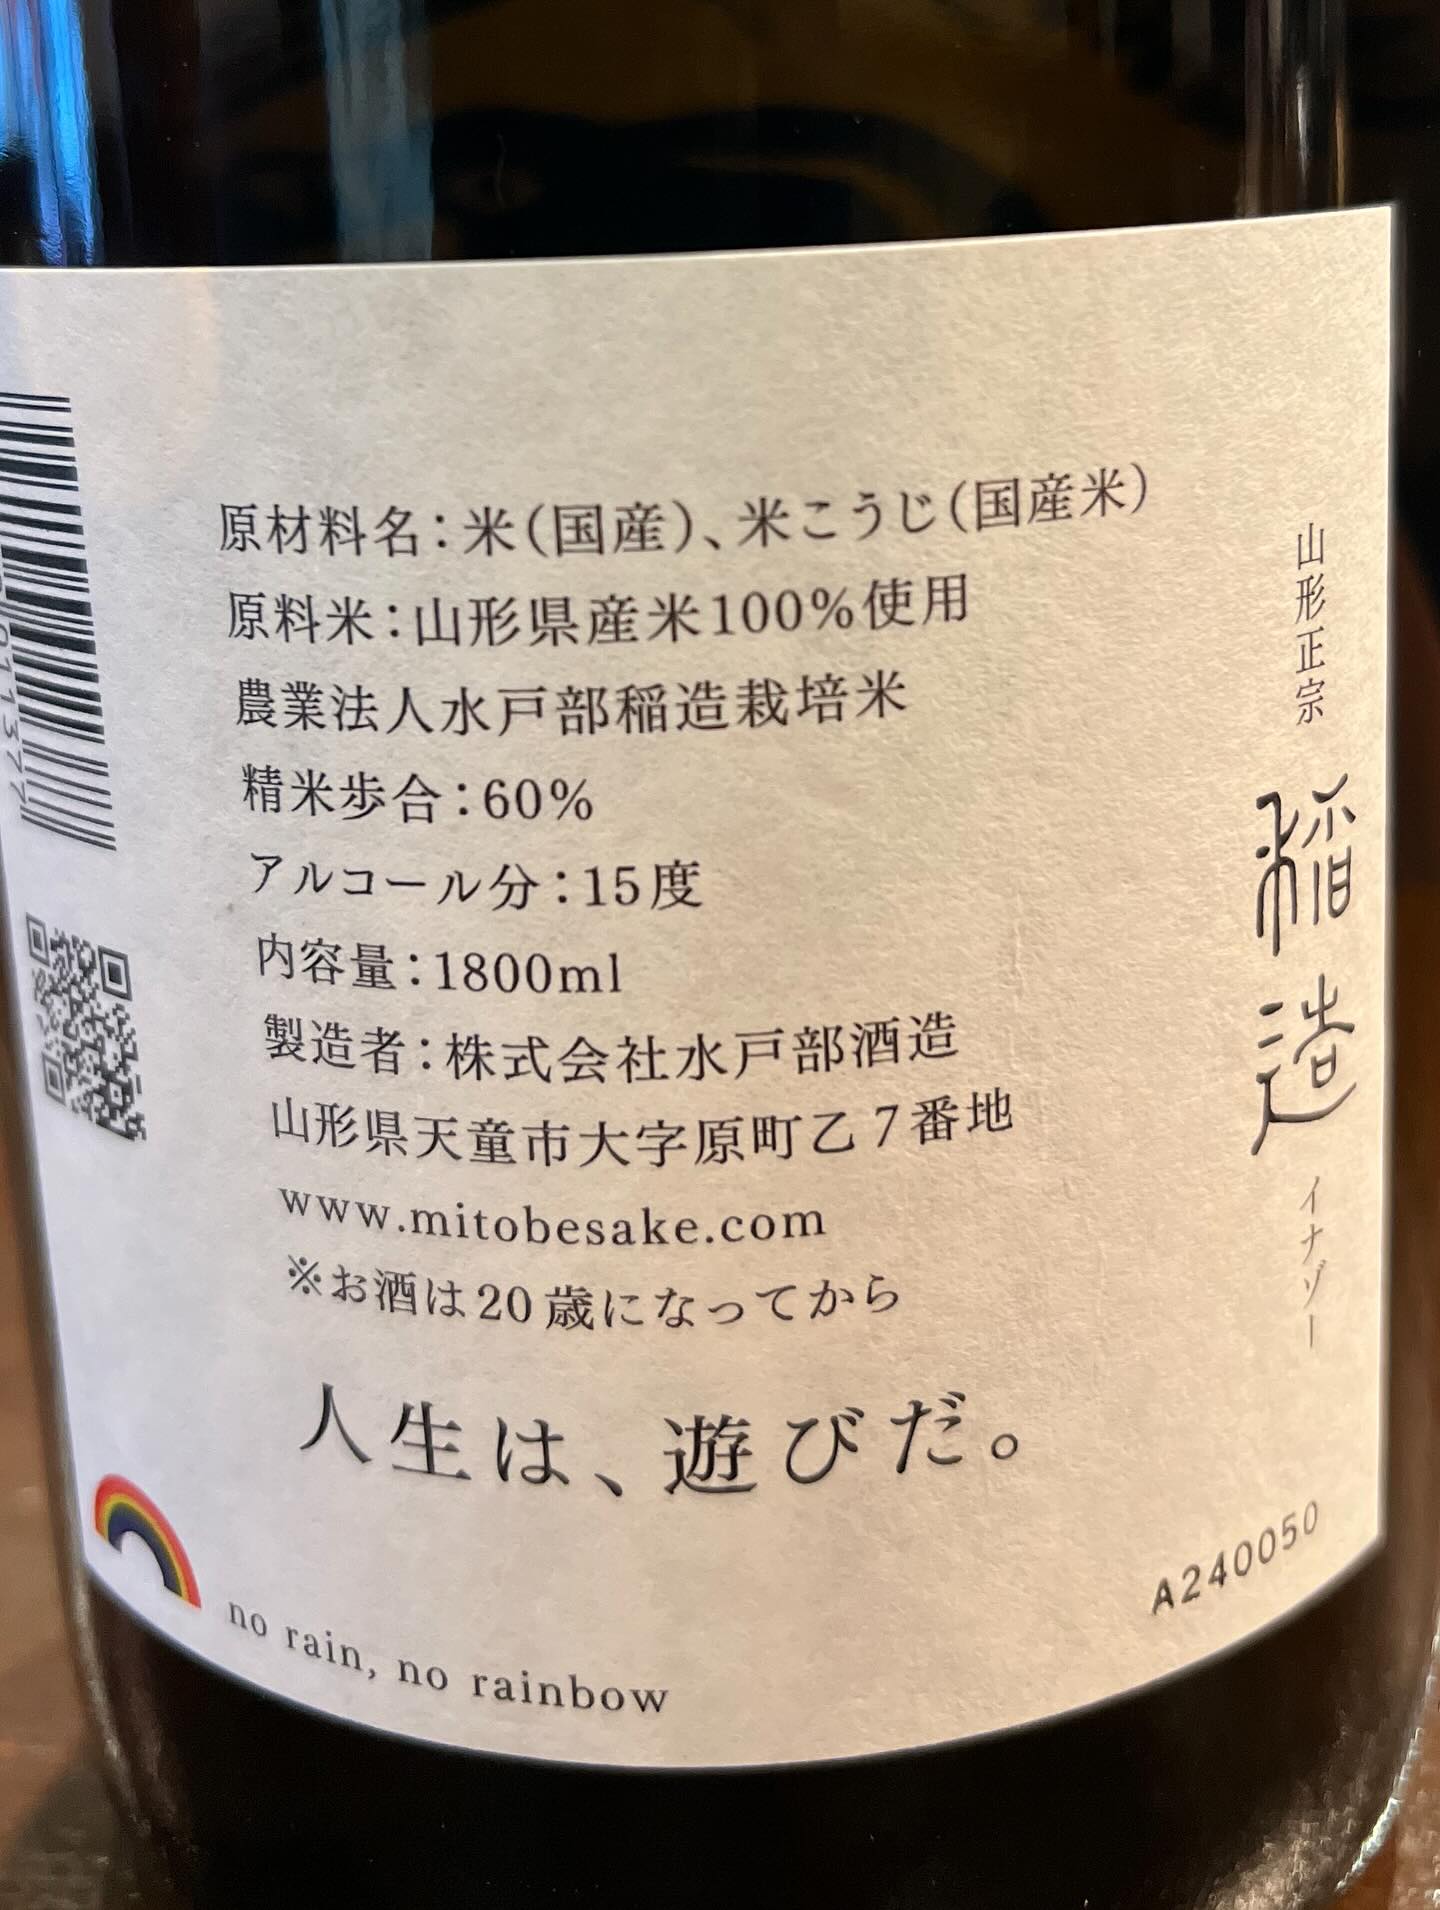 原材料名:米(国産)、米こうじ(国産米)
原料米:山形県産米100%使用
農業法人水戸部稲造栽培米
精米歩合:60%
アルコール分:15度
内容量:1800ml
製造者:株式会社水戸部酒造
山形県天童市大字原町乙7番地
www.mitobesake.com
※お酒は20歳になってから
人生は、遊びだ。
no rain, no rainbow
山形正宗
稲造
イナゾー
A240050